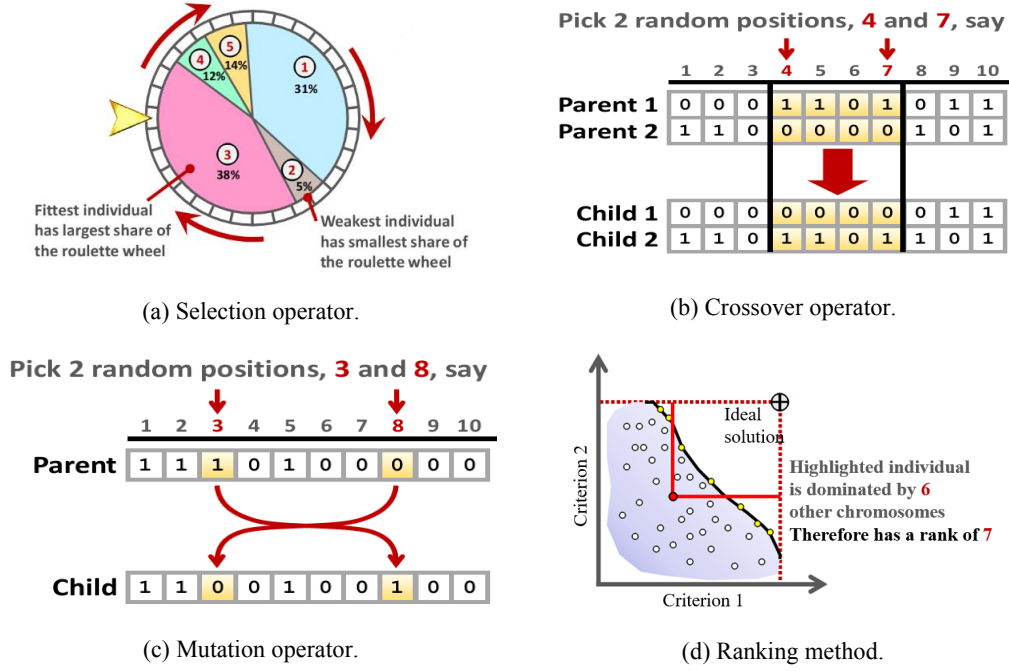 5
4
14%
12%
1
31%
3
38%
2
5%
Fittest individual
has largest share of
the roulette wheel
Weakest individual
has smallest share of
the roulette wheel
(a) Selection operator.
Pick 2 random positions, 4 and 7, say
1 2 3 4 5 6 7 8 9 10
Parent 1 0 0 0 1 1 0 1 0 1 1
Parent 2 1 1 0 0 0 0 0 1 0 1
Child 1 0 0 0 0 0 0 0 0 1 1
Child 2 1 1 0 1 1 0 1 1 0 1
(b) Crossover operator.
Pick 2 random positions, 3 and 8, say
1 2 3 4 5 6 7 8 9 10
Parent 1 1 1 0 1 0 0 0 0 0
Child 1 1 0 0 1 0 0 1 0 0
(c) Mutation operator.
Criterion 2
Ideal
solution
Highlighted individual
is dominated by 6
other chromosomes
Therefore has a rank of 7
Criterion 1
(d) Ranking method.